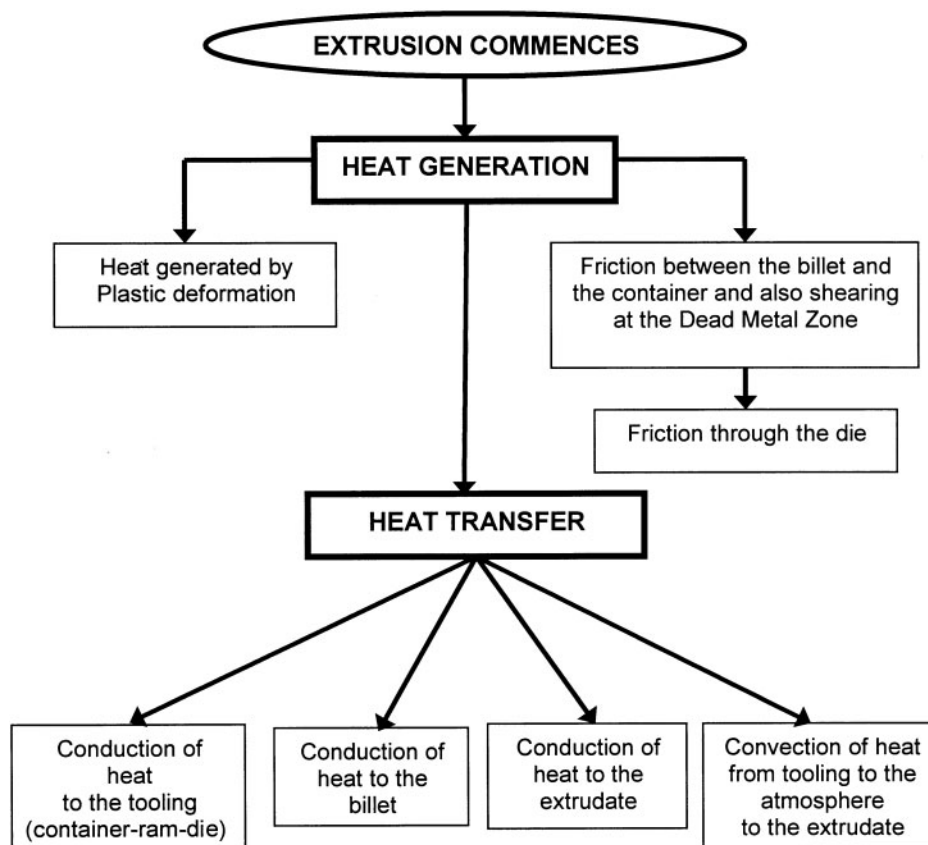 EXTRUSION COMMENCES
HEAT GENERATION
Heat generated by
Plastic deformation
Friction between the billet and
the container and also shearing
at the Dead Metal Zone
Friction through the die
HEAT TRANSFER
Conduction of
heat
to the tooling
(container-ram-die)
Conduction of
heat to the
billet
Conduction of
heat to the
extrudate
Convection of heat
from tooling to the
atmosphere
to the extrudate